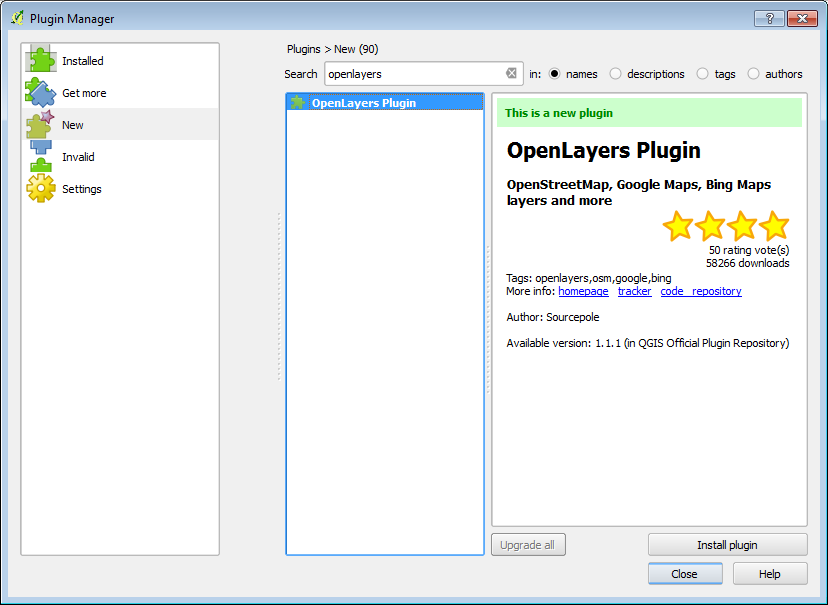 Plugin Manager
?
Installed
Get more
New
Invalid
Settings
Plugins > New (90)
Search openlayers in: names descriptions tags authors
OpenLayers Plugin
This is a new plugin
OpenLayers Plugin
OpenStreetMap, Google Maps, Bing Maps
layers and more
50 rating vote(s)
58266 downloads
Tags: openlayers,osm,google,bing
More info: homepage tracker code_repository
Author: Sourcepole
Available version: 1.1.1 (in QGIS Official Plugin Repository)
Upgrade all
Install plugin
Close
Help